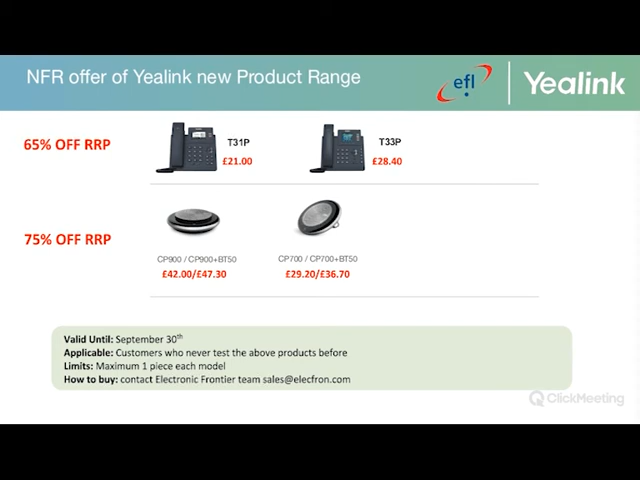 NFR offer of Yealink new Product Range
efl
Yealink
65% OFF RRP
T31P
£21.00
T33P
£28.40
75% OFF RRP
CP900 / CP900+BT50
£42.00/£47.30
CP700 / CP700+BT50
£29.20/£36.70
Valid Until: September 30th
Applicable: Customers who never test the above products before
Limits: Maximum 1 piece each model
How to buy: contact Electronic Frontier team sales@elecfron.com
ClickMeeting